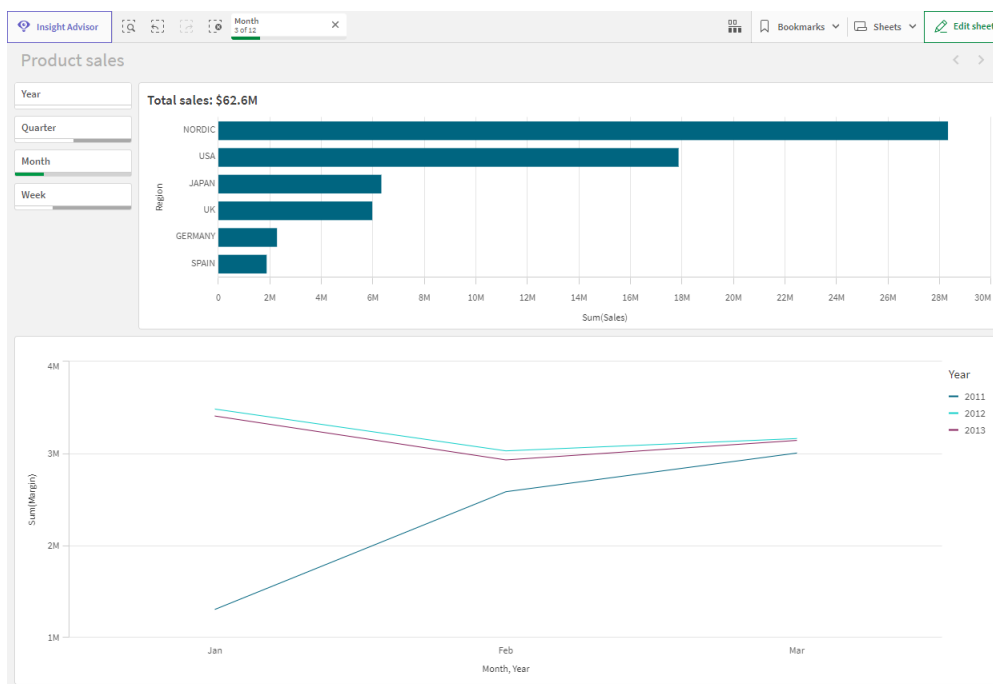 Insight Advisor
Month
3 of 12
Bookmarks
Sheets
Edit sheet
Product sales
Year
Quarter
Month
Week
Total sales: $62.6M
Region
NORDIC
USA
JAPAN
UK
GERMANY
SPAIN
0 2M 4M 6M 8M 10M 12M 14M 16M 18M 20M 22M 24M 26M 28M 30M
Sum(Sales)
Sum(Margin)
4M
3M
2M
1M
Jan Feb Mar
Month, Year
Year
2011
2012
2013